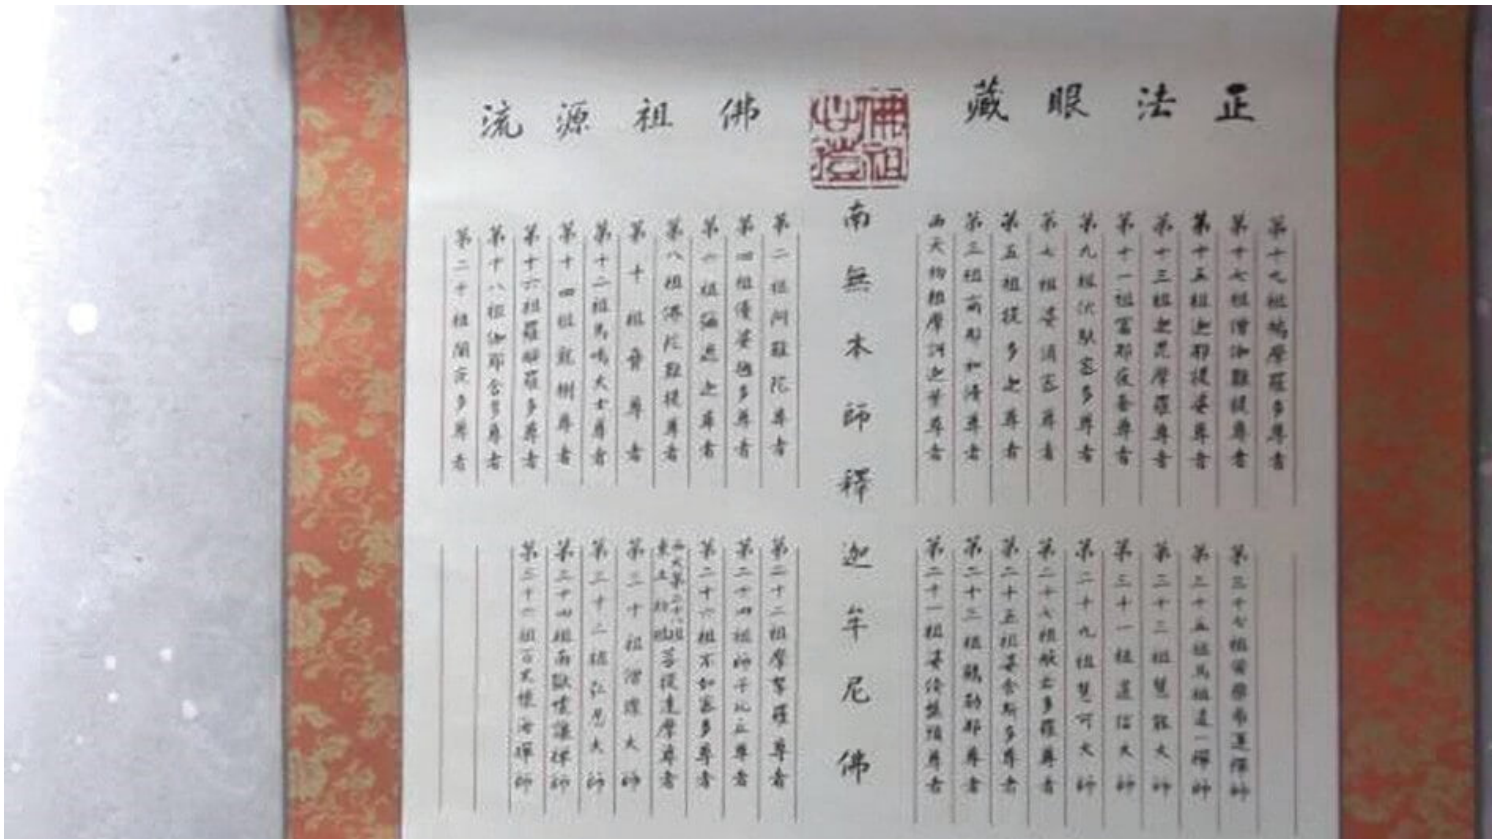 正法眼藏
佛祖心燈
佛祖源流
第十九祖鳩摩羅多尊者
第十七祖僧伽難提尊者
第十五祖迦那提婆尊者
第十三祖迦毘摩羅尊者
第十一祖富那夜奢尊者
第九祖伏馱密多尊者
第七祖婆須密尊者
第五祖提多迦尊者
第三祖商那和修尊者
西天初祖摩訶迦葉尊者
南無本師釋迦牟尼佛
第二祖阿難陀尊者
第四祖優婆毱多尊者
第六祖彌遮迦尊者
第八祖佛陀難提尊者
第十祖脅尊者
第十二祖馬鳴大士尊者
第十四祖龍樹尊者
第十六祖羅睺羅多尊者
第十八祖伽耶舍多尊者
第二十祖闍夜多尊者
第三十七祖黃檗希運禪師
第三十五祖馬祖道一禪師
第三十三祖慧能大師
第三十一祖道信大師
第二十九祖慧可大師
第二十七祖般若多羅尊者
第二十五祖婆舍斯多尊者
第二十三祖鶴勒那尊者
第二十一祖婆修盤頭尊者
第二十二祖摩拏羅尊者
第二十四祖師子比丘尊者
第二十六祖不如密多尊者
西天第二十八祖
東土初祖菩提達摩尊者
第三十祖僧璨大師
第三十二祖弘忍大師
第三十四祖南獄懷讓禪師
第三十六祖百丈懷海禪師